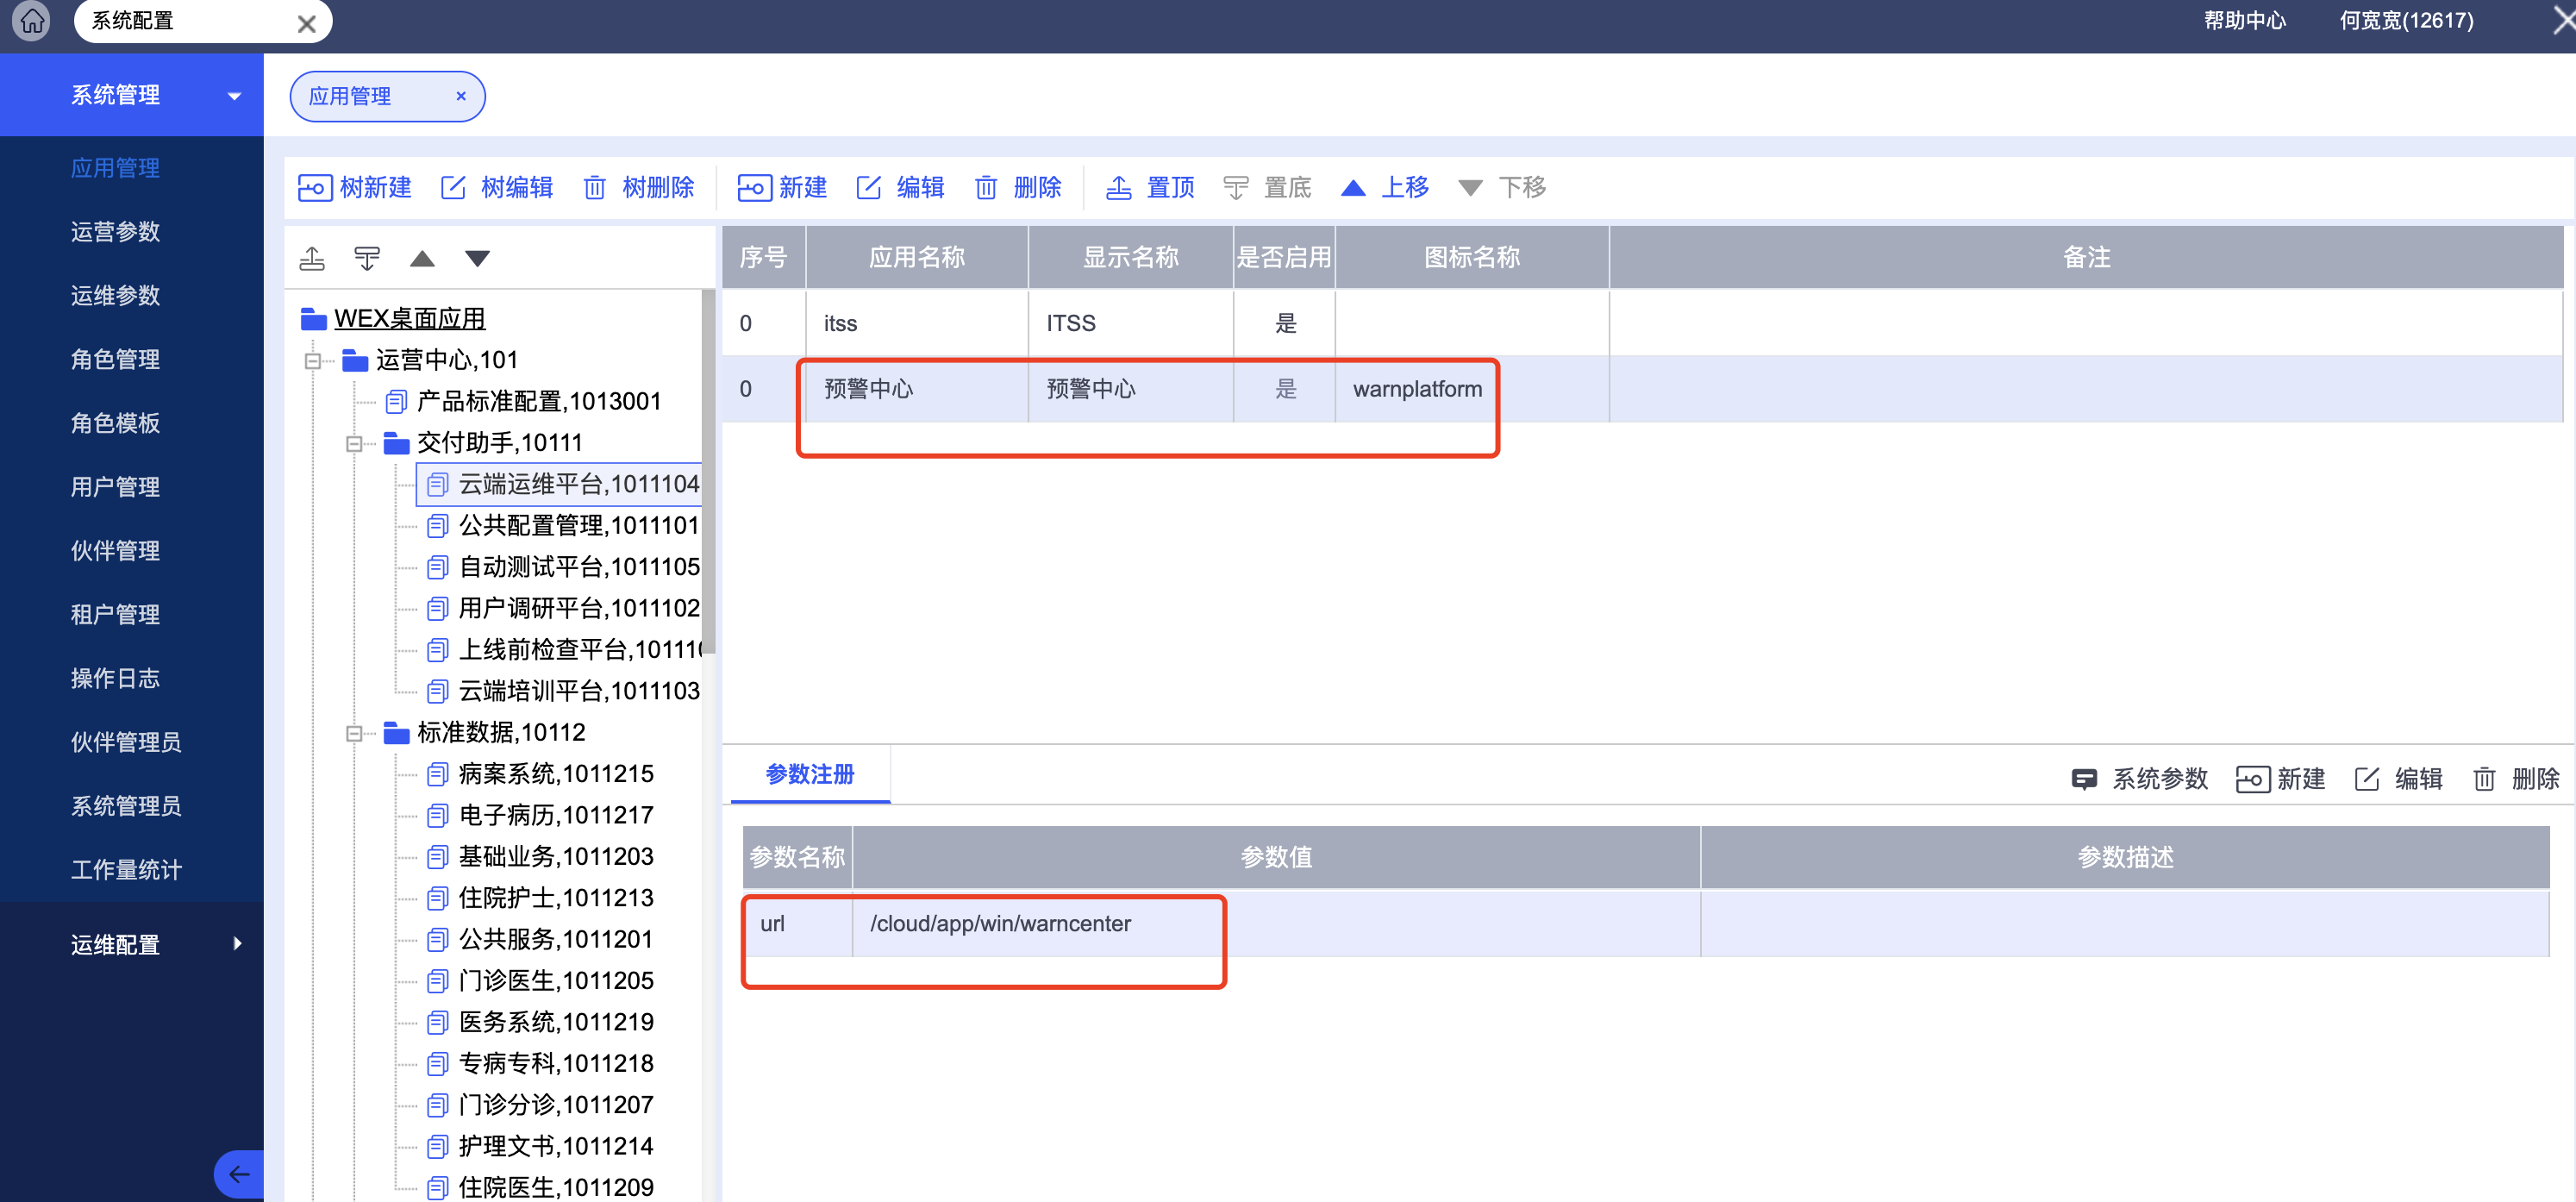 系统配置
帮助中心 何宽宽(12617)
系统管理
应用管理
运营参数
运维参数
角色管理
角色模板
用户管理
伙伴管理
租户管理
操作日志
伙伴管理员
系统管理员
工作量统计
运维配置
应用管理 ×
树新建 树编辑 树删除 新建 编辑 删除 置顶 置底 上移 下移
WEX桌面应用
运营中心,101
产品标准配置,1013001
交付助手,10111
云端运维平台,1011104
公共配置管理,1011101
自动测试平台,1011105
用户调研平台,1011102
上线前检查平台,10111
云端培训平台,1011103
标准数据,10112
病案系统,1011215
电子病历,1011217
基础业务,1011203
住院护士,1011213
公共服务,1011201
门诊医生,1011205
医务系统,1011219
专病专科,1011218
门诊分诊,1011207
护理文书,1011214
住院医生,1011209
序号 应用名称 显示名称 是否启用 图标名称 备注
0 itss ITSS 是
0 预警中心 预警中心 是 warnplatform
参数注册
系统参数 新建 编辑 删除
参数名称 参数值 参数描述
url /cloud/app/win/warncenter